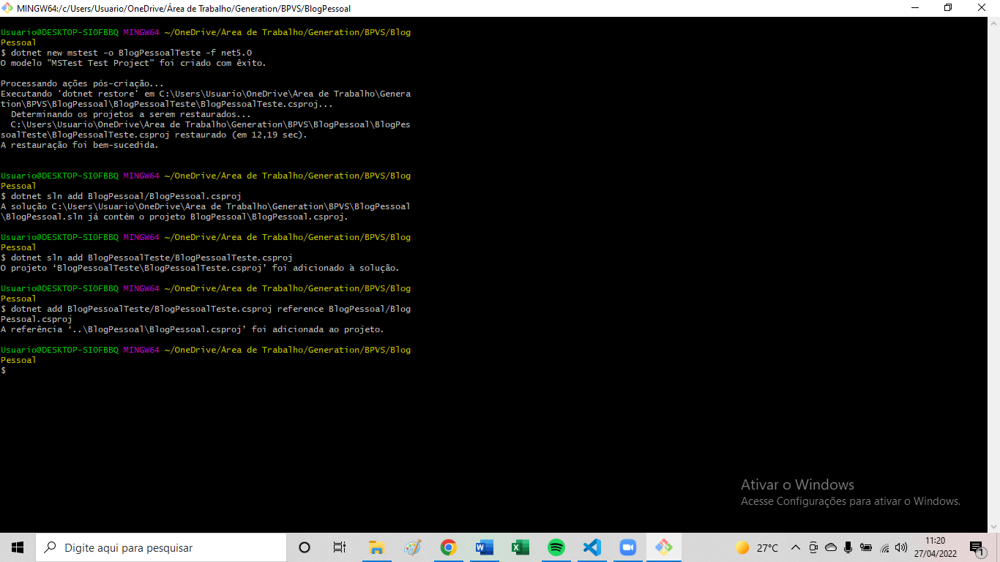 MINGW64:/c/Users/Usuario/OneDrive/Área de Trabalho/Generation/BPVS/BlogPessoal
Usuario@DESKTOP-SIOFBBQ MINGW64 ~/OneDrive/Área de Trabalho/Generation/BPVS/Blog
Pessoal
$ dotnet new mstest -o BlogPessoalTeste -f net5.0
O modelo "MSTest Test Project" foi criado com êxito.
Processando ações pós-criação...
Executando 'dotnet restore' em C:\Users\Usuario\OneDrive\Área de Trabalho\Genera
tion\BPVS\BlogPessoal\BlogPessoalTeste\BlogPessoalTeste.csproj...
Determinando os projetos a serem restaurados...
C:\Users\Usuario\OneDrive\Área de Trabalho\Generation\BPVS\BlogPessoal\BlogPes
soalTeste\BlogPessoalTeste.csproj restaurado (em 12,19 sec).
A restauração foi bem-sucedida.
Usuario@DESKTOP-SIOFBBQ MINGW64 ~/OneDrive/Área de Trabalho/Generation/BPVS/Blog
Pessoal
$ dotnet sln add BlogPessoal/BlogPessoal.csproj
A solução C:\Users\Usuario\OneDrive\Área de Trabalho\Generation\BPVS\BlogPessoal
\BlogPessoal.sln já contém o projeto BlogPessoal\BlogPessoal.csproj.
Usuario@DESKTOP-SIOFBBQ MINGW64 ~/OneDrive/Área de Trabalho/Generation/BPVS/Blog
Pessoal
$ dotnet sln add BlogPessoalTeste/BlogPessoalTeste.csproj
O projeto ‘BlogPessoalTeste\BlogPessoalTeste.csproj’ foi adicionado à solução.
Usuario@DESKTOP-SIOFBBQ MINGW64 ~/OneDrive/Área de Trabalho/Generation/BPVS/Blog
Pessoal
$ dotnet add BlogPessoalTeste/BlogPessoalTeste.csproj reference BlogPessoal/Blog
Pessoal.csproj
A referência ‘..\BlogPessoal\BlogPessoal.csproj’ foi adicionada ao projeto.
Usuario@DESKTOP-SIOFBBQ MINGW64 ~/OneDrive/Área de Trabalho/Generation/BPVS/Blog
Pessoal
$
Ativar o Windows
Acesse Configurações para ativar o Windows.
Digite aqui para pesquisar
27°C
11:20
27/04/2022
1